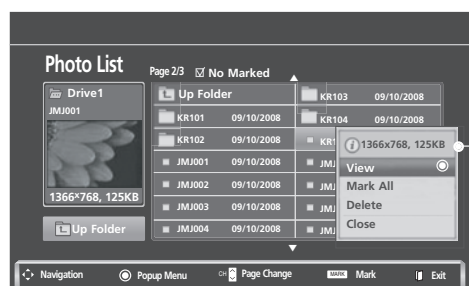 Photo List
Page 2/3 ☑ No Marked
Drive1
JMJ001
1366x768, 125KB
Up Folder
Up Folder
KR101 09/10/2008
KR102 09/10/2008
JMJ001 09/10/2008
JMJ002 09/10/2008
JMJ003 09/10/2008
JMJ004 09/10/2008
KR103 09/10/2008
KR104 09/10/2008
1366x768, 125KB
View
Mark All
Delete
Close
Navigation Popup Menu CH Page Change MARK Mark Exit